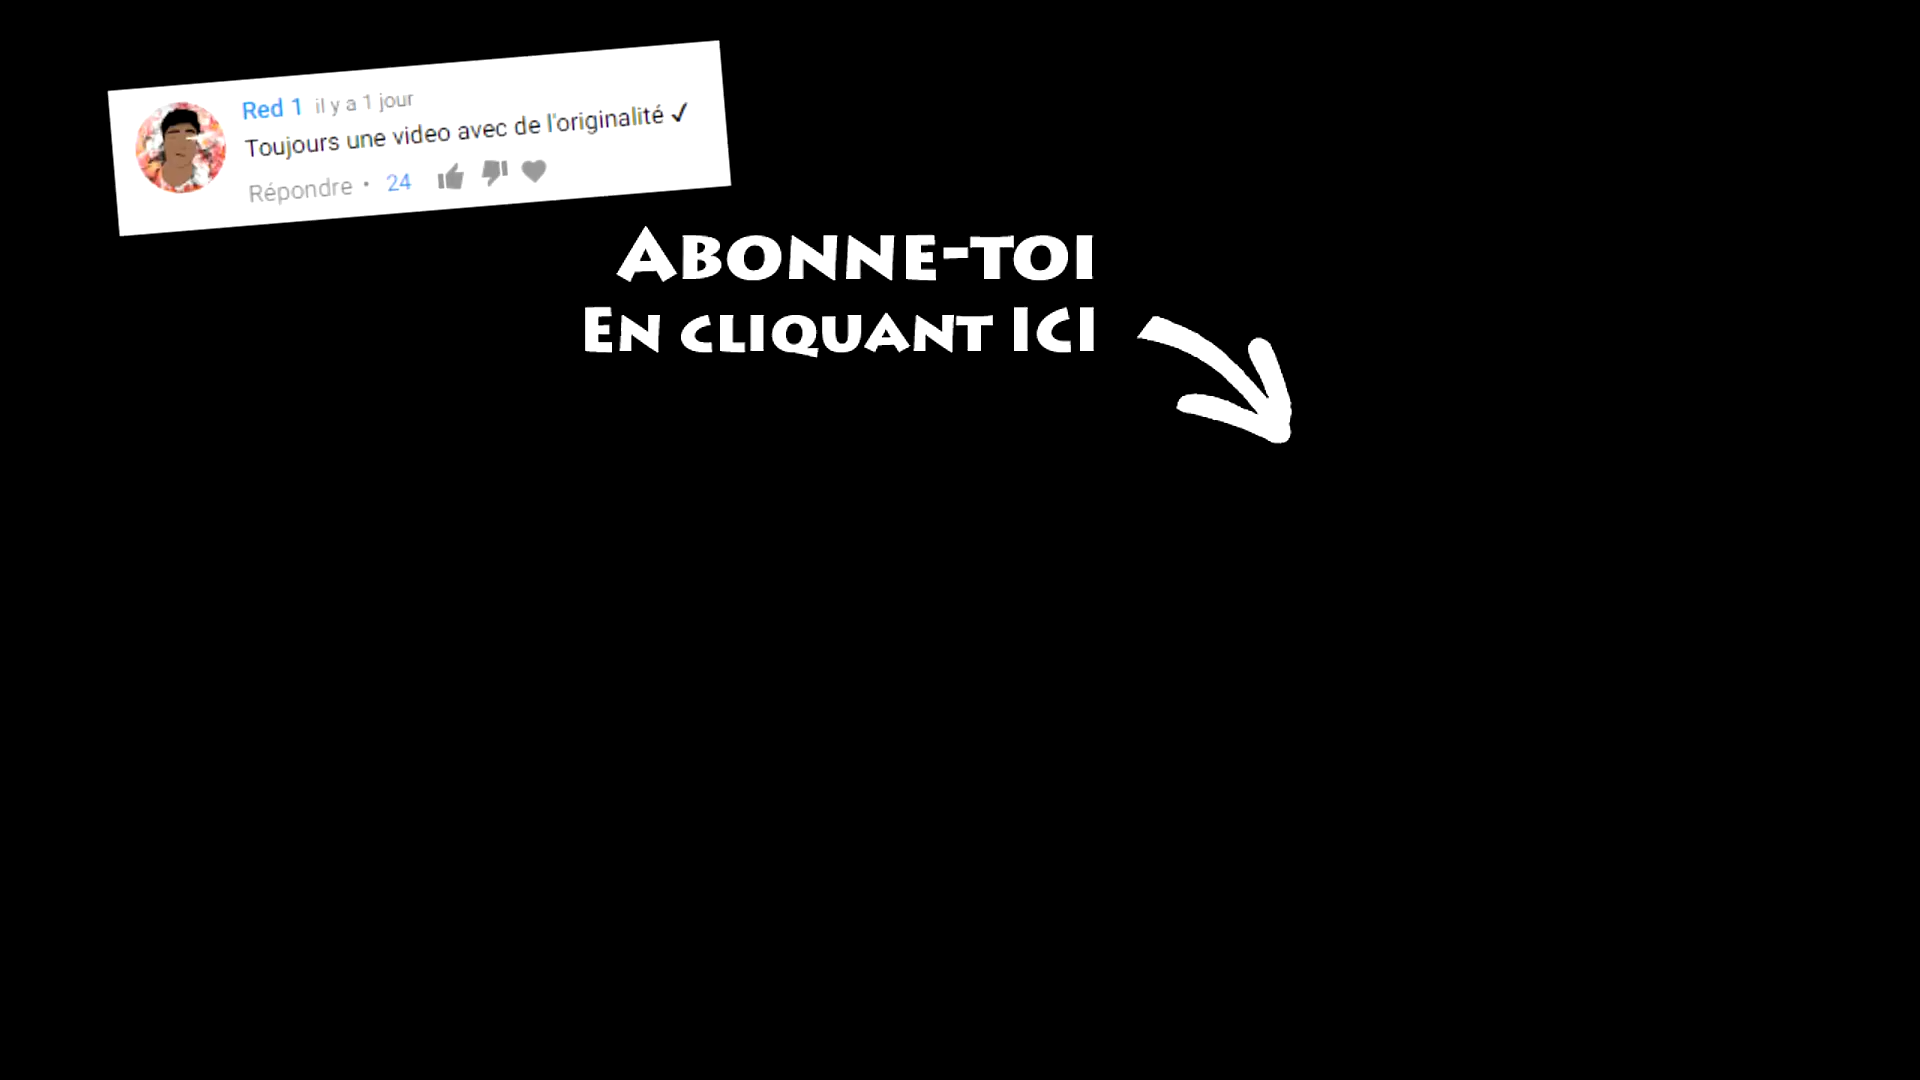 Red 1 il y a 1 jour
Toujours une video avec de l'originalité ✓
Répondre • 24
ABONNE-TOI
EN CLIQUANT ICI